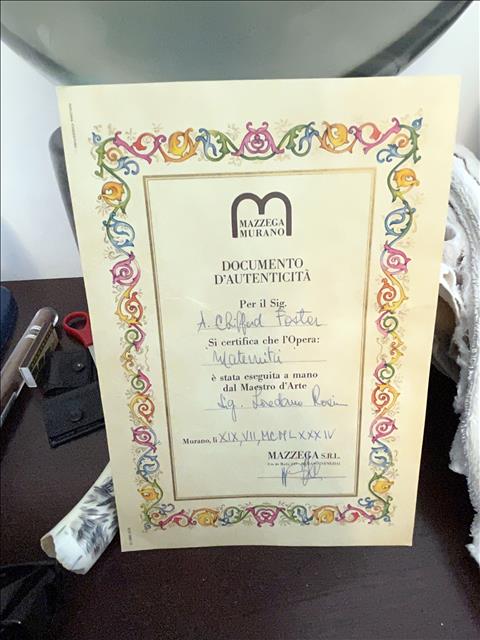 MAZZEGA
MURANO
DOCUMENTO
D'AUTENTICITÀ
Per il Sig.
A. Clifford Foster
Si certifica che l'Opera:
Maternità
è stata eseguita a mano
dal Maestro d'Arte
Sig. Loredano Rosin
Murano, li XIX, VII, MCMLXXXIV
MAZZEGA S.R.L.